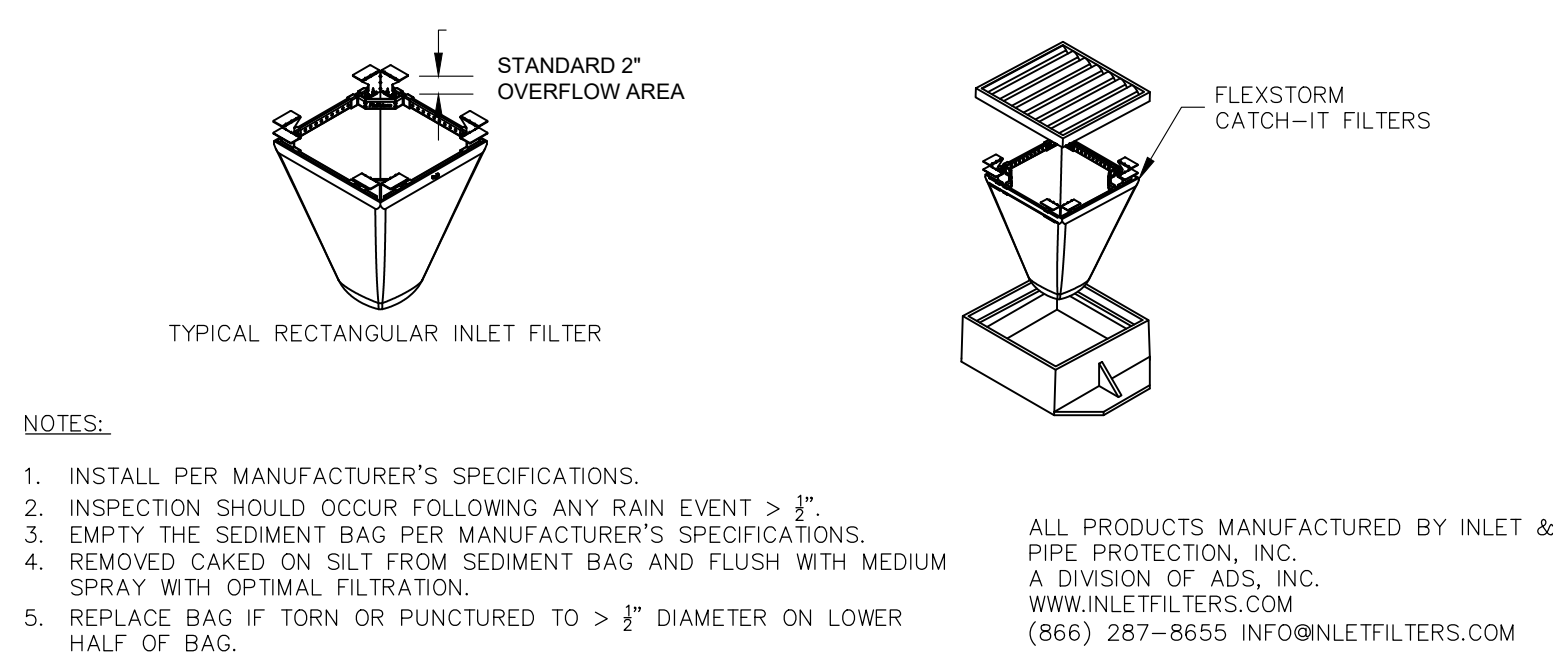 STANDARD 2"
OVERFLOW AREA
FLEXSTORM
CATCH-IT FILTERS
TYPICAL RECTANGULAR INLET FILTER
NOTES:
1. INSTALL PER MANUFACTURER'S SPECIFICATIONS.
2. INSPECTION SHOULD OCCUR FOLLOWING ANY RAIN EVENT > ½".
3. EMPTY THE SEDIMENT BAG PER MANUFACTURER'S SPECIFICATIONS.
4. REMOVED CAKED ON SILT FROM SEDIMENT BAG AND FLUSH WITH MEDIUM
SPRAY WITH OPTIMAL FILTRATION.
5. REPLACE BAG IF TORN OR PUNCTURED TO > ½" DIAMETER ON LOWER
HALF OF BAG.
ALL PRODUCTS MANUFACTURED BY INLET &
PIPE PROTECTION, INC.
A DIVISION OF ADS, INC.
WWW.INLETFILTERS.COM
(866) 287-8655 INFO@INLETFILTERS.COM